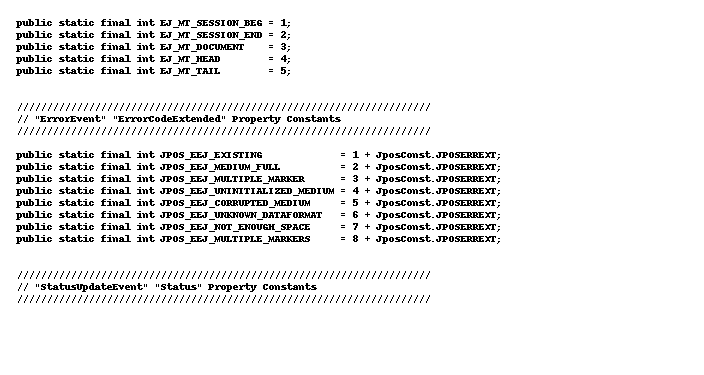 public static final int EJ_MT_SESSION_BEG = 1;
public static final int EJ_MT_SESSION_END = 2;
public static final int EJ_MT_DOCUMENT    = 3;
public static final int EJ_MT_HEAD        = 4;
public static final int EJ_MT_TAIL        = 5;
/////////////////////////////////////////////////////////////////////
// "ErrorEvent" "ErrorCodeExtended" Property Constants
/////////////////////////////////////////////////////////////////////
public static final int JPOS_EEJ_EXISTING             = 1 + JposConst.JPOSERREXT;
public static final int JPOS_EEJ_MEDIUM_FULL          = 2 + JposConst.JPOSERREXT;
public static final int JPOS_EEJ_MULTIPLE_MARKER      = 3 + JposConst.JPOSERREXT;
public static final int JPOS_EEJ_UNINITIALIZED_MEDIUM = 4 + JposConst.JPOSERREXT;
public static final int JPOS_EEJ_CORRUPTED_MEDIUM     = 5 + JposConst.JPOSERREXT;
public static final int JPOS_EEJ_UNKNOWN_DATAFORMAT   = 6 + JposConst.JPOSERREXT;
public static final int JPOS_EEJ_NOT_ENOUGH_SPACE     = 7 + JposConst.JPOSERREXT;
public static final int JPOS_EEJ_MULTIPLE_MARKERS     = 8 + JposConst.JPOSERREXT;
/////////////////////////////////////////////////////////////////////
// "StatusUpdateEvent" "Status" Property Constants
/////////////////////////////////////////////////////////////////////